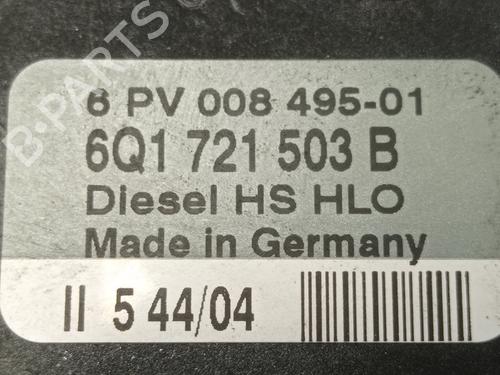 6 PV 008 495-01
6Q1 721 503 B
Diesel HS HLO
Made in Germany
II 5 44/04
B-PARTS